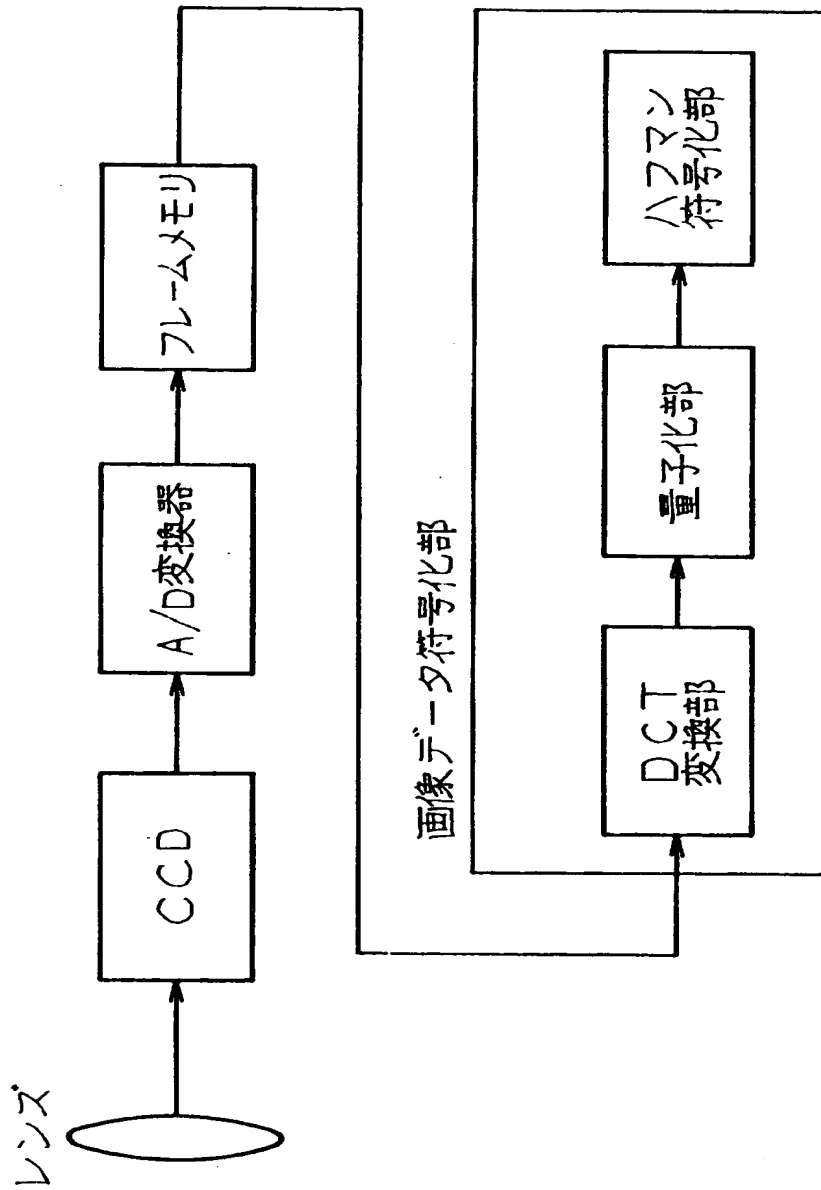 レンズ
CCD
A/D変換器
フレームメモリ
画像データ符号化部
DCT
変換部
量子化部
ハフマン
符号化部